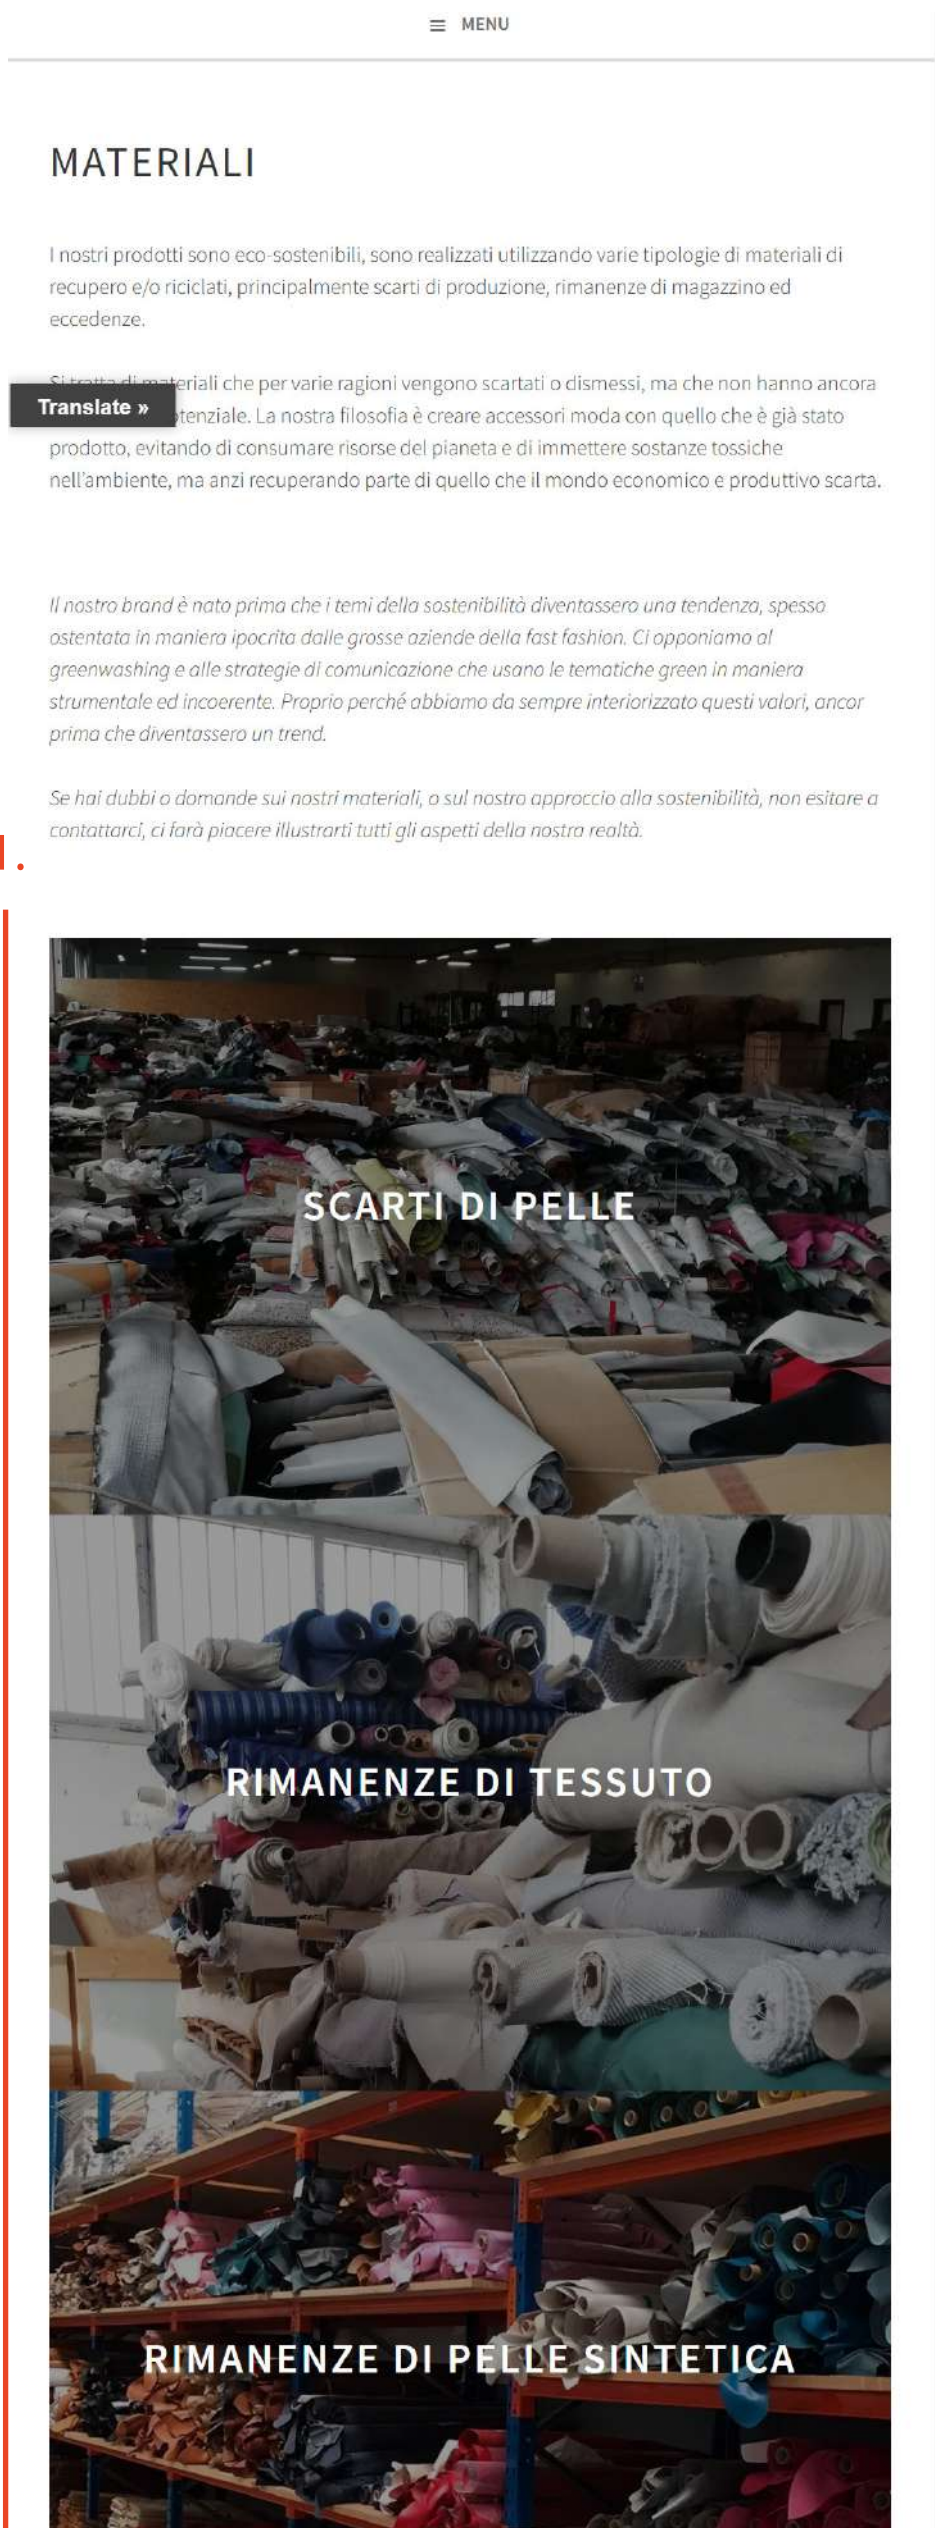 ≡ MENU
MATERIALI
I nostri prodotti sono eco-sostenibili, sono realizzati utilizzando varie tipologie di materiali di
recupero e/o riciclati, principalmente scarti di produzione, rimanenze di magazzino ed
eccedenze.
Si tratta di materiali che per varie ragioni vengono scartati o dismessi, ma che non hanno ancora
Translate »
tenziale. La nostra filosofia è creare accessori moda con quello che è già stato
prodotto, evitando di consumare risorse del pianeta e di immettere sostanze tossiche
nell'ambiente, ma anzi recuperando parte di quello che il mondo economico e produttivo scarta.
Il nostro brand è nato prima che i temi della sostenibilità diventassero una tendenza, spesso
ostentata in maniera ipocrita dalle grosse aziende della fast fashion. Ci opponiamo al
greenwashing e alle strategie di comunicazione che usano le tematiche green in maniera
strumentale ed incoerente. Proprio perché abbiamo da sempre interiorizzato questi valori, ancor
prima che diventassero un trend.
Se hai dubbi o domande sui nostri materiali, o sul nostro approccio alla sostenibilità, non esitare a
contattarci, ci farà piacere illustrarti tutti gli aspetti della nostra realtà.
SCARTI DI PELLE
RIMANENZE DI TESSUTO
RIMANENZE DI PELLE SINTETICA